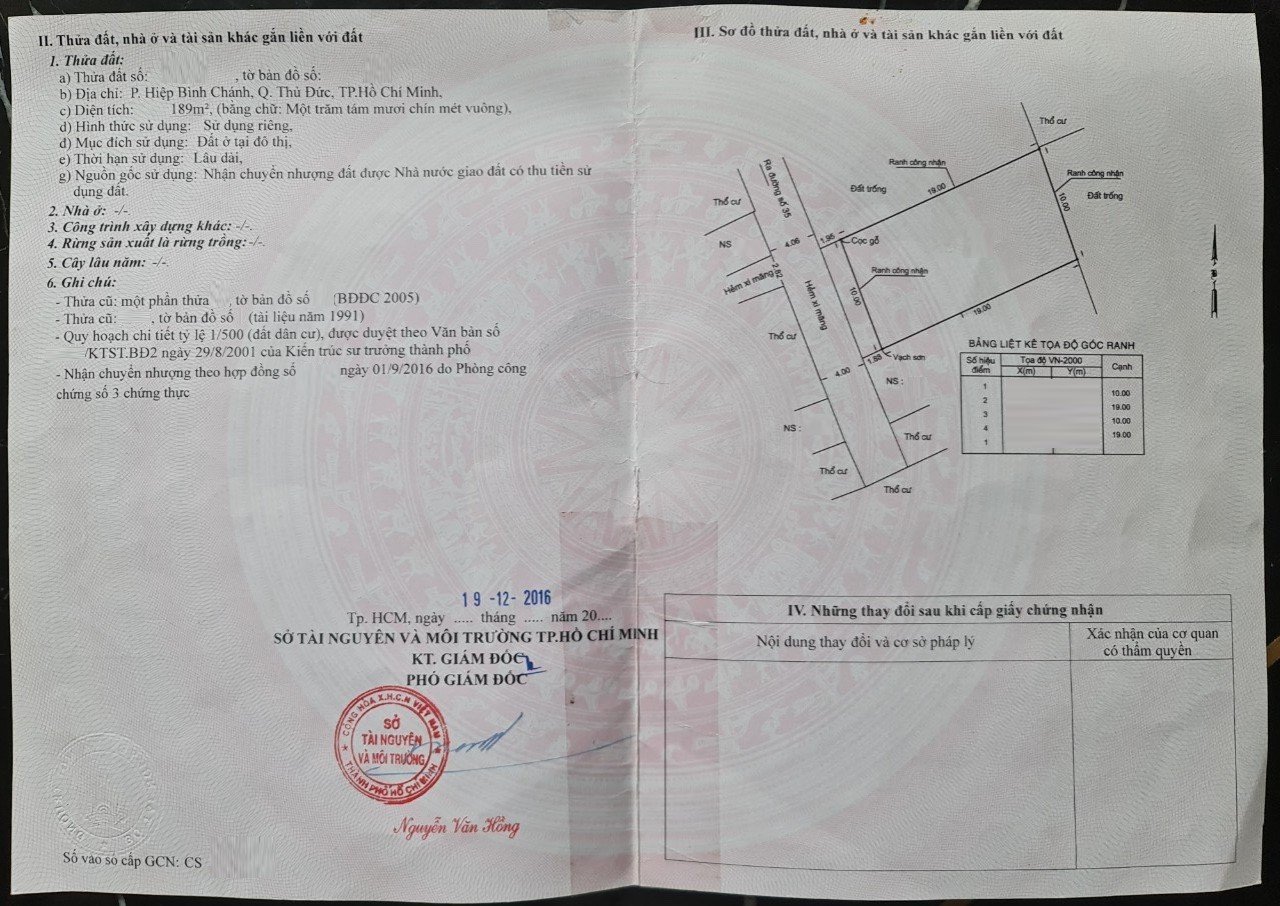 II. Thửa đất, nhà ở và tài sản khác gắn liền với đất
1. Thửa đất:
a) Thửa đất số: , tờ bản đồ số:
b) Địa chỉ: P. Hiệp Bình Chánh, Q. Thủ Đức, TP.Hồ Chí Minh,
c) Diện tích: 189m², (bằng chữ: Một trăm tám mươi chín mét vuông),
d) Hình thức sử dụng: Sử dụng riêng,
đ) Mục đích sử dụng: Đất ở tại đô thị,
e) Thời hạn sử dụng: Lâu dài,
g) Nguồn gốc sử dụng: Nhận chuyển nhượng đất được Nhà nước giao đất có thu tiền sử
dụng đất.
2. Nhà ở: -/-
3. Công trình xây dựng khác: -/-.
4. Rừng sản xuất là rừng trồng: -/-.
5. Cây lâu năm: -/-
6. Ghi chú:
- Thửa cũ: một phần thửa , tờ bản đồ số (BĐĐC 2005)
- Thửa cũ: , tờ bản đồ số (tài liệu năm 1991)
- Quy hoạch chi tiết tỷ lệ 1/500 (đất dân cư), được duyệt theo Văn bản số
/KTST.BĐ2 ngày 29/8/2001 của Kiến trúc sư trưởng thành phố
- Nhận chuyển nhượng theo hợp đồng số ngày 01/9/2016 do Phòng công
chứng số 3 chứng thực
19 -12- 2016
Tp. HCM, ngày ..... tháng ..... năm 20....
SỞ TÀI NGUYÊN VÀ MÔI TRƯỜNG TP.HỒ CHÍ MINH
KT. GIÁM ĐỐC
PHÓ GIÁM ĐỐC
CỘNG HÒA X.H.C.N VIỆT NAM
SỞ
TÀI NGUYÊN
VÀ MÔI TRƯỜNG
THÀNH PHỐ HỒ CHÍ MINH
Nguyễn Văn Hồng
Số vào sổ cấp GCN: CS
III. Sơ đồ thửa đất, nhà ở và tài sản khác gắn liền với đất
Thổ cư
Ranh công nhận
19.00
Đất trống
Ranh công nhận
10.00
Đất trống
Ra đường số 35
Thổ cư
NS
4.06
1.95
Cọc gỗ
2.82
Hẻm xi măng
Hẻm xi măng
Ranh công nhận
10.00
19.00
Thổ cư
Vạch sơn
4.00
NS :
NS :
Thổ cư
Thổ cư
Thổ cư
BẢNG LIỆT KÊ TỌA ĐỘ GÓC RANH
Số hiệu điểm Tọa độ VN-2000 Cạnh
X(m) Y(m)
1
10.00
2
19.00
3
10.00
4
19.00
1
IV. Những thay đổi sau khi cấp giấy chứng nhận
Nội dung thay đổi và cơ sở pháp lý
Xác nhận của cơ quan
có thẩm quyền